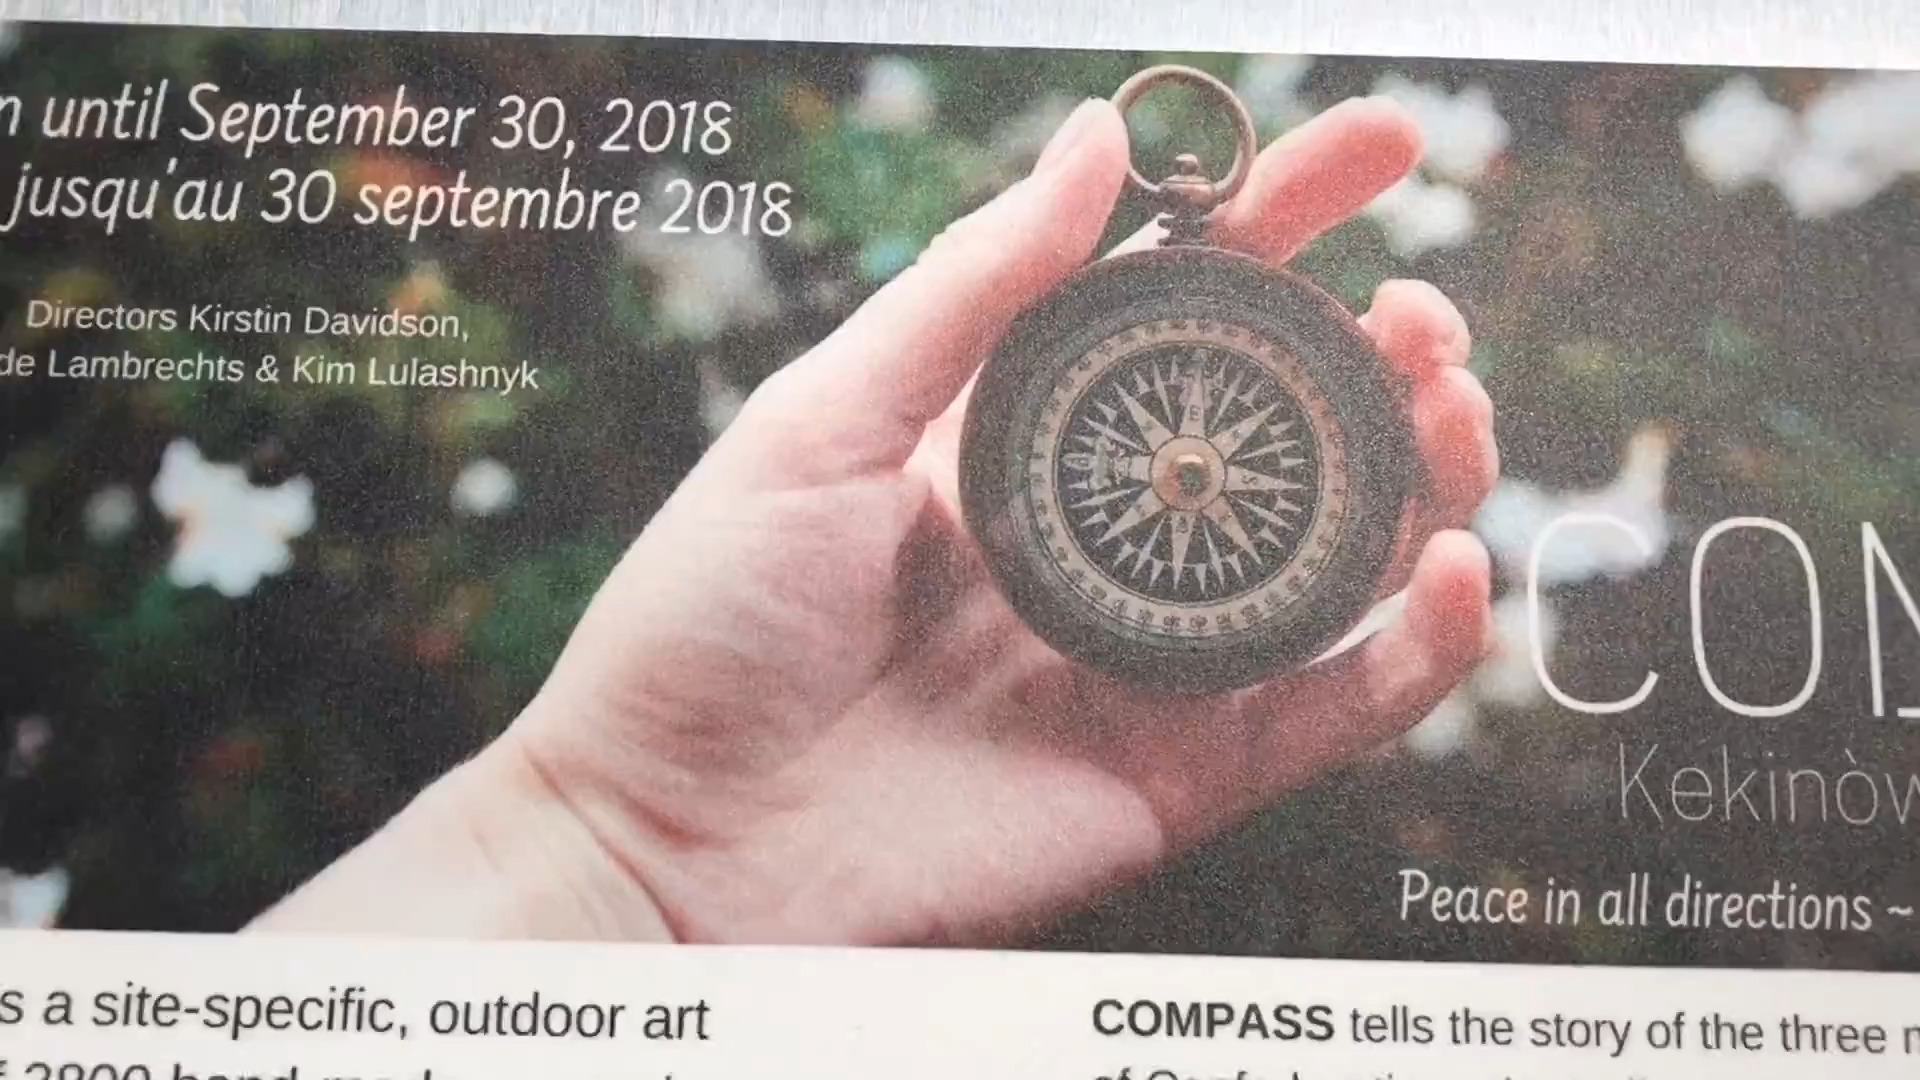 until September 30, 2018
jusqu'au 30 septembre 2018
Directors Kirstin Davidson,
de Lambrechts & Kim Lulashnyk
CO
Kekinòw
Peace in all directions ~
s a site-specific, outdoor art
COMPASS tells the story of the three